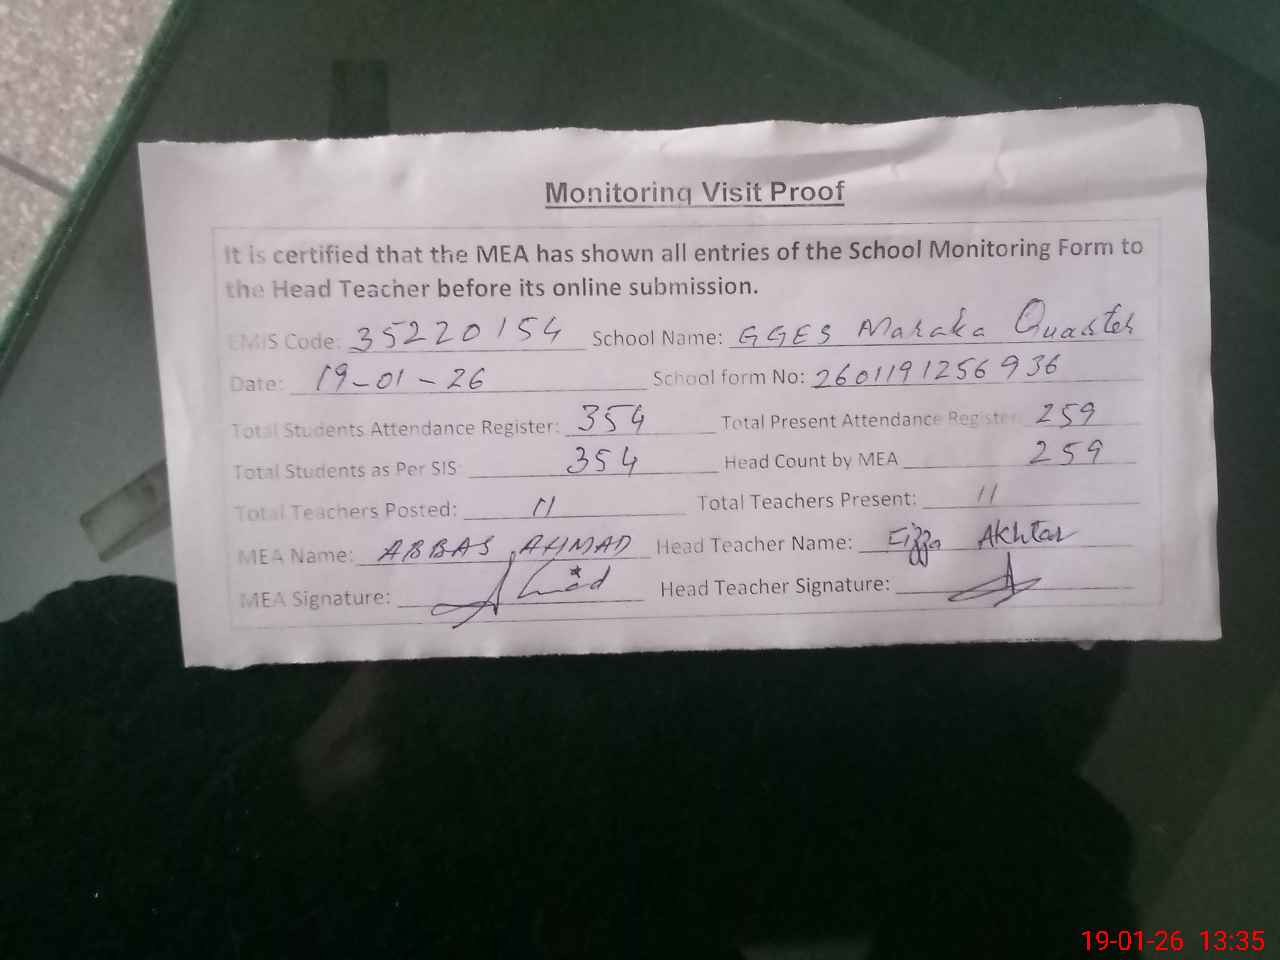 Monitoring Visit Proof
It is certified that the MEA has shown all entries of the School Monitoring Form to
the Head Teacher before its online submission.
EMIS Code: 35220154 School Name: GGES Maraka Quarter
Date: 19-01-26 School form No: 2601191256936
Total Students Attendance Register: 354 Total Present Attendance Register: 259
Total Students as Per SIS: 354 Head Count by MEA 259
Total Teachers Posted: 11 Total Teachers Present: 11
MEA Name: ABBAS AHMAD Head Teacher Name: Fizza Akhtar
MEA Signature: Head Teacher Signature:
19-01-26 13:35